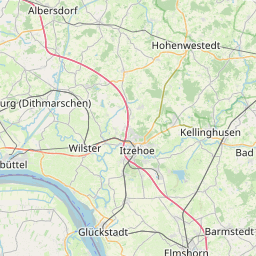 Albersdorf
Hohenwestedt
urg (Dithmarschen)
Kellinghusen
Wilster
Itzehoe
Bad
büttel
Glückstadt
Barmstedt
Elmshorn